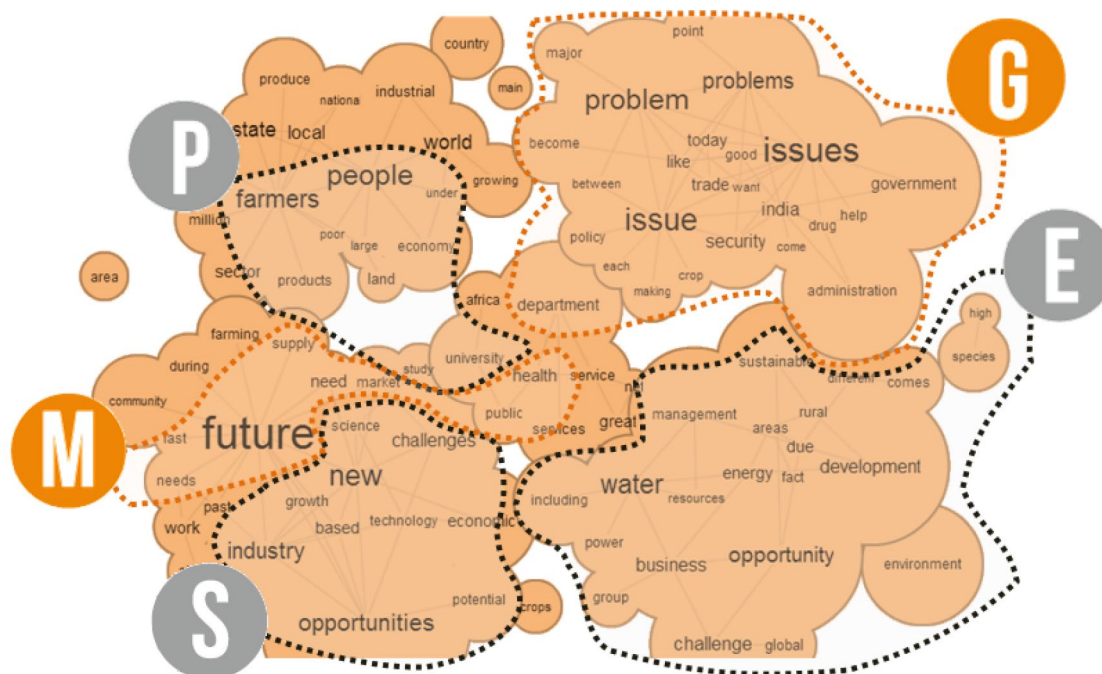 country
point
major
produce
problems
main
national
industrial
problem
G
state
local
world
today
become
good
issues
like
P
people
farmers
under
growing
between
trade
want
government
india
million
issue
drug
help
poor
large
economy
policy
security
come
E
sector
products
land
each
crop
area
making
administration
africa
department
high
farming
supply
during
university
health
service
sustainable
species
study
need
market
different
comes
community
public
great
management
rural
future
science
services
areas
M
last
challenges
due
needs
new
water
energy
fact
development
growth
including
resources
past
work
based
technology
economic
industry
power
business
opportunity
environment
S
potential
crops
group
opportunities
challenge
global